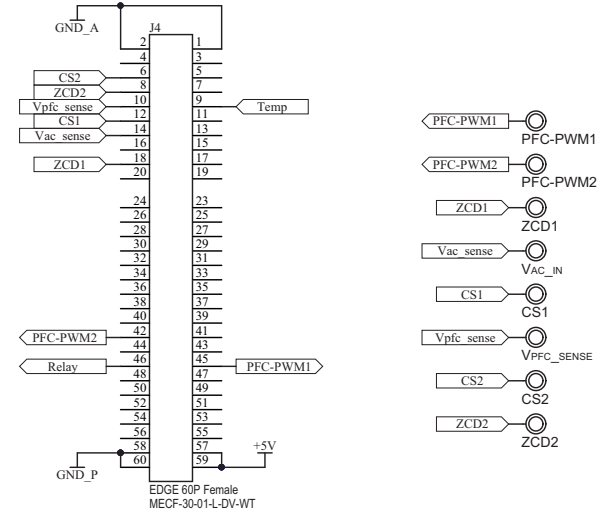 GND_A
J4
2 1
4 3
CS2 6 5
ZCD2 8 7
Vpfc_sense 10 9 Temp
CS1 12 11
Vac_sense 14 13
16 15
ZCD1 18 17
20 19
24 23
26 25
28 27
30 29
32 31
34 33
36 35
38 37
40 39
PFC-PWM2 42 41
44 43
Relay 46 45 PFC-PWM1
48 47
50 49
52 51
54 53
56 55
58 57 +5V
60 59
GND_P
EDGE 60P Female
MECF-30-01-L-DV-WT
PFC-PWM1
PFC-PWM1
PFC-PWM2
PFC-PWM2
ZCD1
ZCD1
Vac_sense
VAC_IN
CS1
CS1
Vpfc_sense
VPFC_SENSE
CS2
CS2
ZCD2
ZCD2